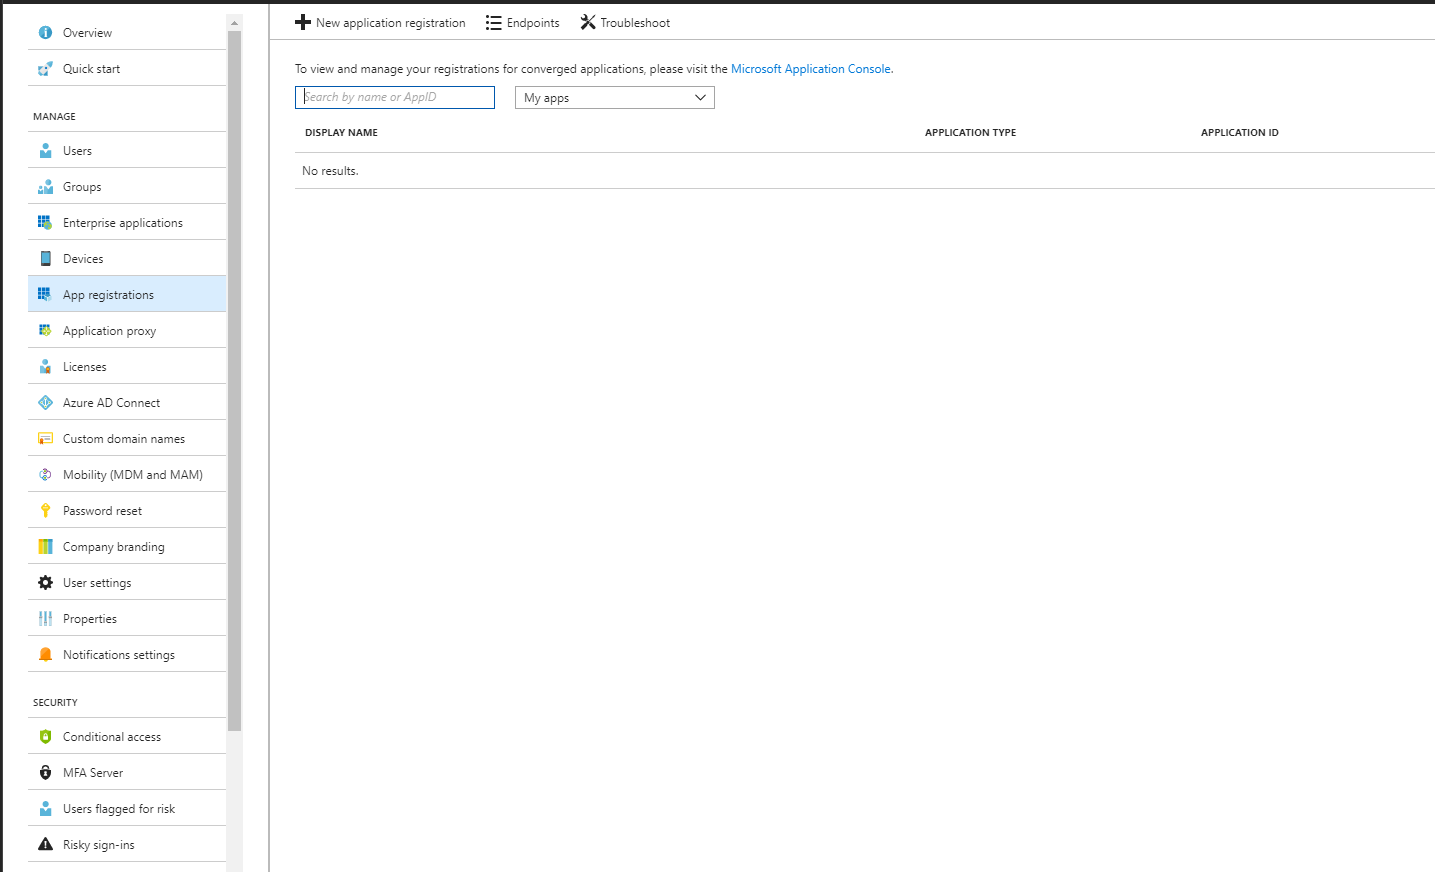 Overview
Quick start
MANAGE
Users
Groups
Enterprise applications
Devices
App registrations
Application proxy
Licenses
Azure AD Connect
Custom domain names
Mobility (MDM and MAM)
Password reset
Company branding
User settings
Properties
Notifications settings
SECURITY
Conditional access
MFA Server
Users flagged for risk
Risky sign-ins
New application registration Endpoints Troubleshoot
To view and manage your registrations for converged applications, please visit the Microsoft Application Console.
Search by name or AppID My apps
DISPLAY NAME APPLICATION TYPE APPLICATION ID
No results.